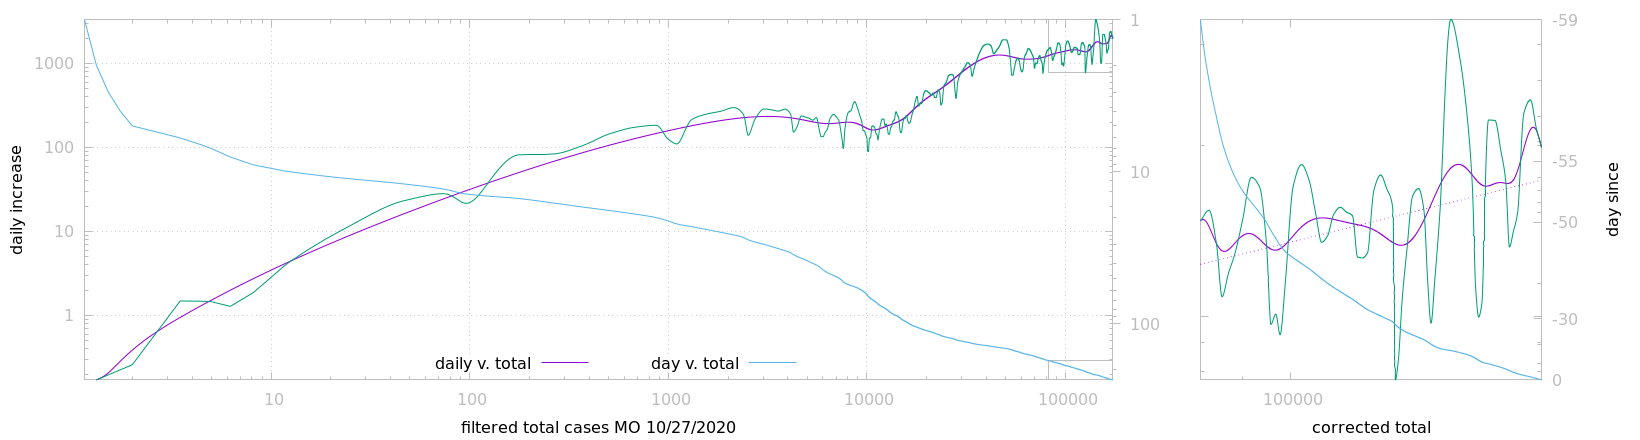 1 -59
1000
-55
100
10
daily increase
-50
day since
10
1
-30
100
daily v. total day v. total
0
10 100 1000 10000 100000 100000
filtered total cases MO 10/27/2020 corrected total